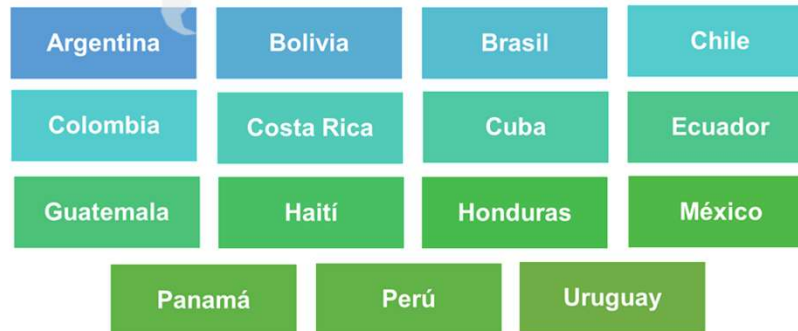 Argentina
Bolivia
Brasil
Chile
Colombia
Costa Rica
Cuba
Ecuador
Guatemala
Haití
Honduras
México
Panamá
Perú
Uruguay